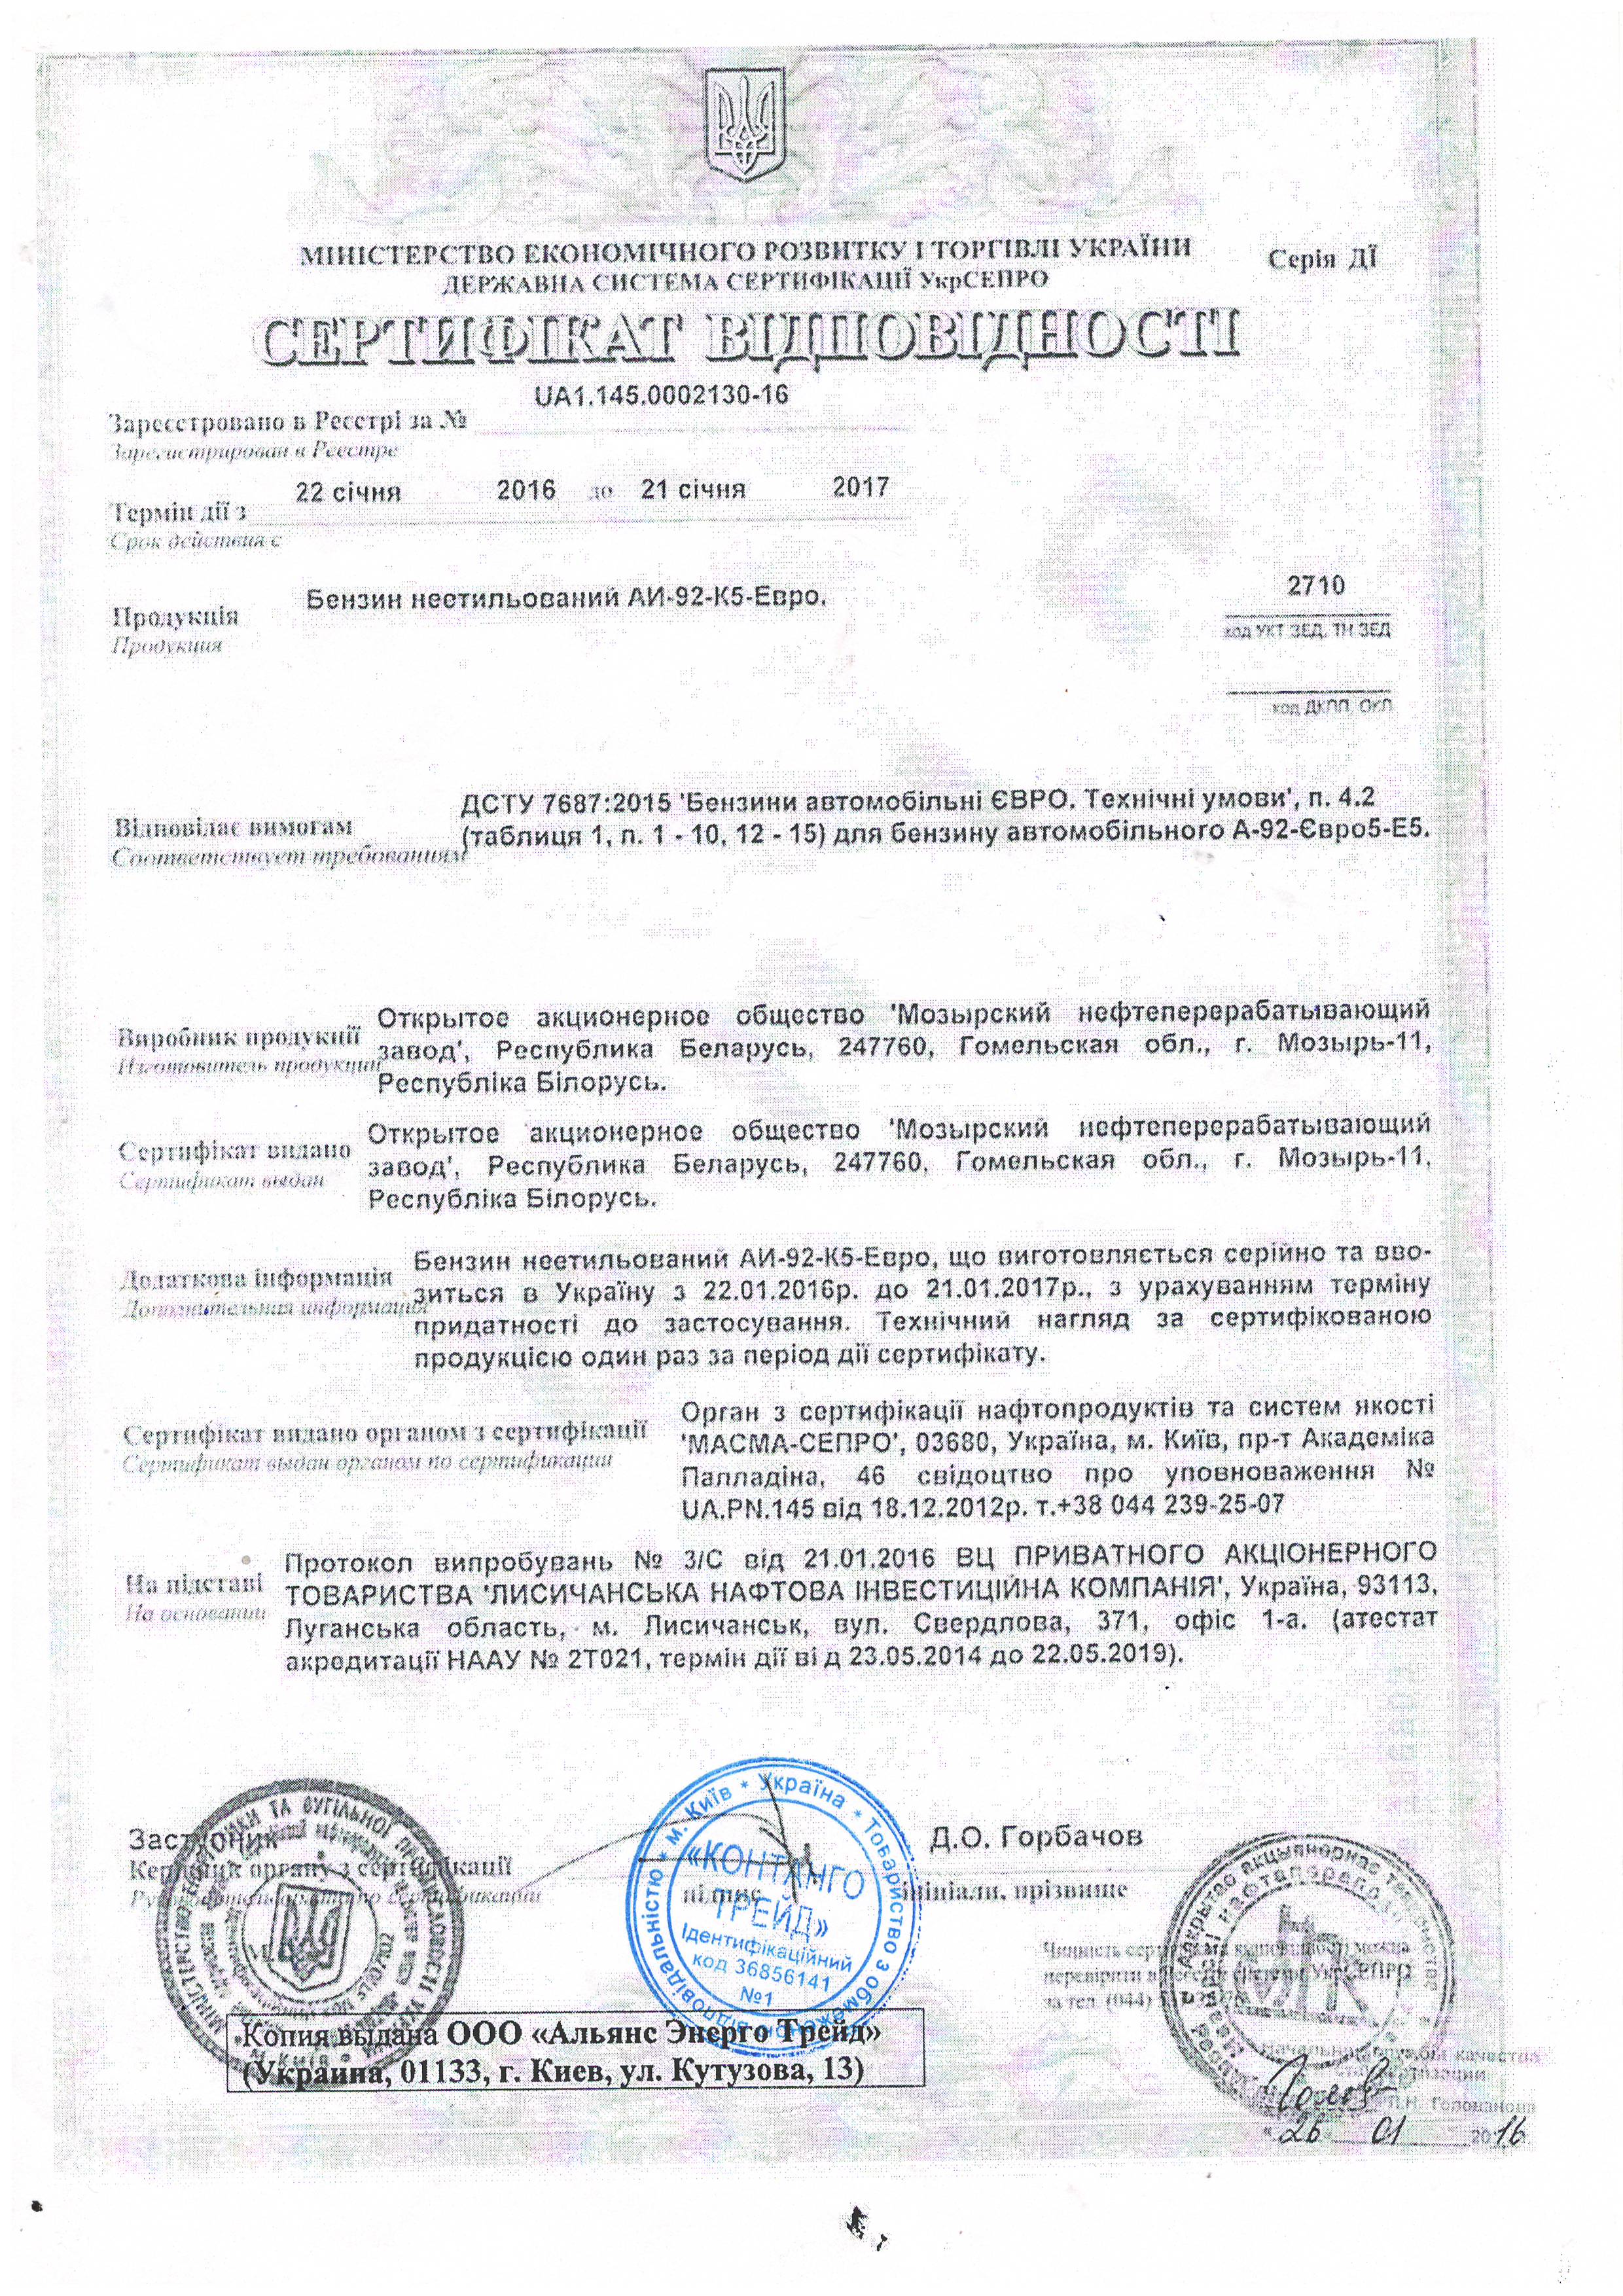 МІНІСТЕРСТВО ЕКОНОМІЧНОГО РОЗВИТКУ І ТОРГІВЛІ УКРАЇНИ
Серія ДЇ
ДЕРЖАВНА СИСТЕМА СЕРТИФІКАЦІЇ УкрСЕПРО
СЕРТИФІКАТ ВІДПОВІДНОСТІ
UA1.145.0002130-16
Зареєстровано в Реєстрі за №
Зарегистрирован в Реестре
22 січня 2016 до 21 січня 2017
Термін дії з
Срок действия с
Бензин неетильований АИ-92-К5-Евро.
2710
Продукція
Продукция
код УКТ ЗЕД, ТН ЗЕД
код ДКПП, ОКП
ДСТУ 7687:2015 'Бензини автомобільні ЄВРО. Технічні умови', п. 4.2
(таблиця 1, п. 1 - 10, 12 - 15) для бензину автомобільного А-92-Євро5-Е5.
Відповідає вимогам
Соответствует требованиям
Открытое акционерное общество 'Мозырский нефтеперерабатывающий
завод', Республика Беларусь, 247760, Гомельская обл., г. Мозырь-11,
Республіка Білорусь.
Виробник продукції
Изготовитель продукции
Открытое акционерное общество 'Мозырский нефтеперерабатывающий
завод', Республика Беларусь, 247760, Гомельская обл., г. Мозырь-11,
Республіка Білорусь.
Сертифікат видано
Сертификат выдан
Бензин неетильований АИ-92-К5-Евро, що виготовляється серійно та вво-
зиться в Україну з 22.01.2016р. до 21.01.2017р., з урахуванням терміну
придатності до застосування. Технічний нагляд за сертифікованою
продукцією один раз за період дії сертифікату.
Додаткова інформація
Дополнительная информация
Орган з сертифікації нафтопродуктів та систем якості
'МАСМА-СЕПРО', 03680, Україна, м. Київ, пр-т Академіка
Палладіна, 46 свідоцтво про уповноваження №
UA.PN.145 від 18.12.2012р. т.+38 044 239-25-07
Сертифікат видано органом з сертифікації
Сертификат выдан органом по сертификации
Протокол випробувань № 3/С від 21.01.2016 ВЦ ПРИВАТНОГО АКЦІОНЕРНОГО
ТОВАРИСТВА 'ЛИСИЧАНСЬКА НАФТОВА ІНВЕСТИЦІЙНА КОМПАНІЯ', Україна, 93113,
Луганська область, м. Лисичанськ, вул. Свердлова, 371, офіс 1-а. (атестат
акредитації НААУ № 2Т021, термін дії ві д 23.05.2014 до 22.05.2019).
На підставі
На основании
Заступник
Д.О. Горбачов
Керівник органу з сертифікації
Руководитель органа по сертификации
підпис
ініціали, прізвище
Україна * Товариство з обмеженою відповідальністю * м. Київ *
«КОНТАНГО
ТРЕЙД»
Ідентифікаційний
код 36856141
№1
Чинність сертифіката відповідності можна
перевірити в Реєстрі системи УкрСЕПРО
за тел. (044)
Копия выдана ООО «Альянс Энерго Трейд»
(Украина, 01133, г. Киев, ул. Кутузова, 13)
Начальник службы качества
Голованова
26 01 2016